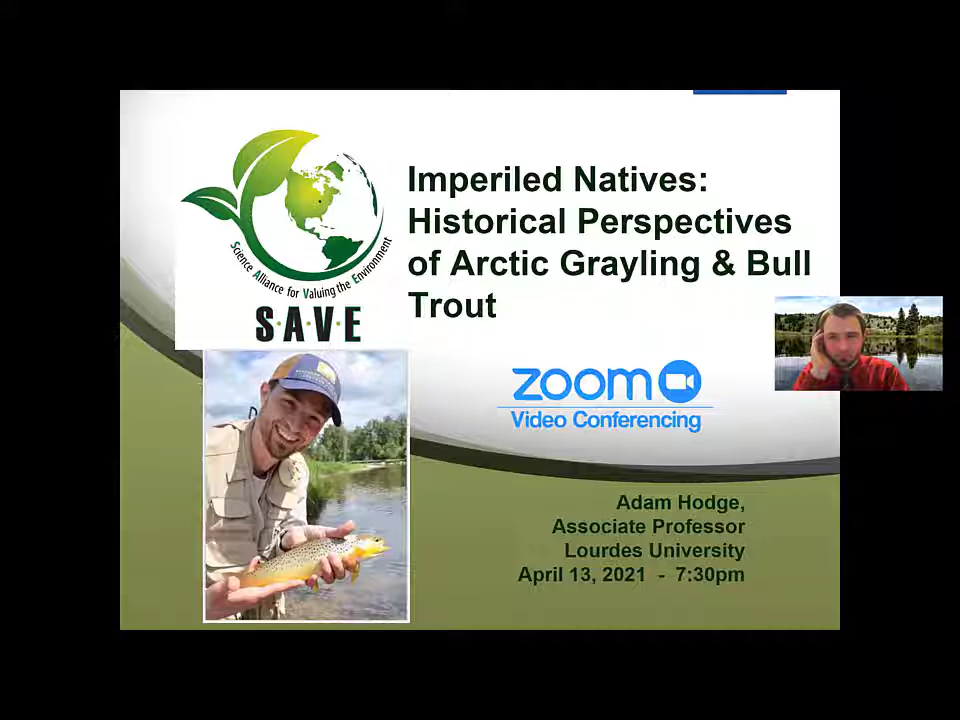 Imperiled Natives:
Historical Perspectives
of Arctic Grayling & Bull
Trout
Science Alliance for Valuing the Environment
S·A·V·E
zoom
Video Conferencing
Adam Hodge,
Associate Professor
Lourdes University
April 13, 2021 - 7:30pm